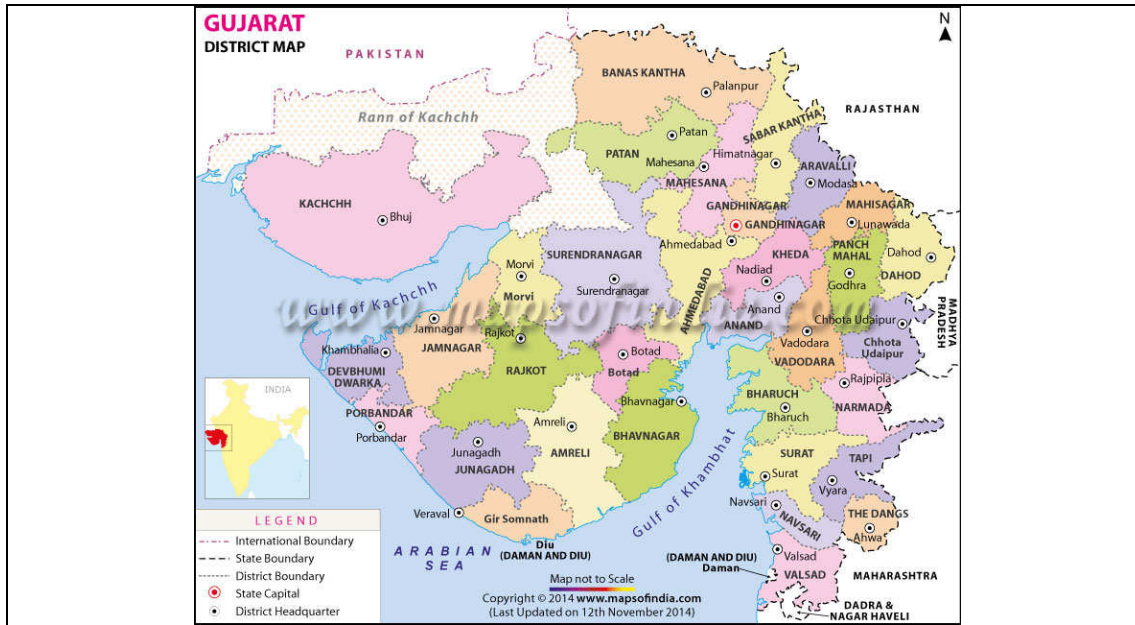 GUJARAT
DISTRICT MAP
N
PAKISTAN
RAJASTHAN
BANAS KANTHA
Palanpur
Rann of Kachchh
Patan
PATAN
SABAR KANTHA
Himatnagar
Mahesana
MAHESANA
ARAVALLI
Modash
KACHCHH
Bhuj
GANDHINAGAR
GANDHINAGAR
MAHISAGAR
Lunawada
Ahmedabad
AHMEDABAD
SURENDRANAGAR
Surendranagar
KHEDA
Nadiad
PANCH
MAHAL
Godhra
Dahod
DAHOD
Morvi
Morvi
Gulf of Kachchh
www.mapsofindia.com
Anand
ANAND
Chhota Udaipur
Chhota
Udaipur
MADHYA
PRADESH
Vadodara
VADODARA
Jamnagar
JAMNAGAR
Rajkot
RAJKOT
Khambhalia
DEVBHUMI
DWARKA
Botad
Botad
Rajpipla
NARMADA
BHARUCH
Bharuch
PORBANDAR
Porbandar
Bhavnagar
BHAVNAGAR
Amreli
AMRELI
Junagadh
JUNAGADH
Gulf of Khambhat
SURAT
Surat
TAPI
Vyara
Veraval
Gir Somnath
Navsari
NAVSARI
THE DANGS
Ahwa
Diu
(DAMAN AND DIU)
ARABIAN
SEA
(DAMAN AND DIU)
Daman
Valsad
VALSAD
MAHARASHTRA
DADRA &
NAGAR HAVELI
INDIA
LEGEND
International Boundary
State Boundary
District Boundary
State Capital
District Headquarter
Map not to Scale
Copyright © 2014 www.mapsofindia.com
(Last Updated on 12th November 2014)